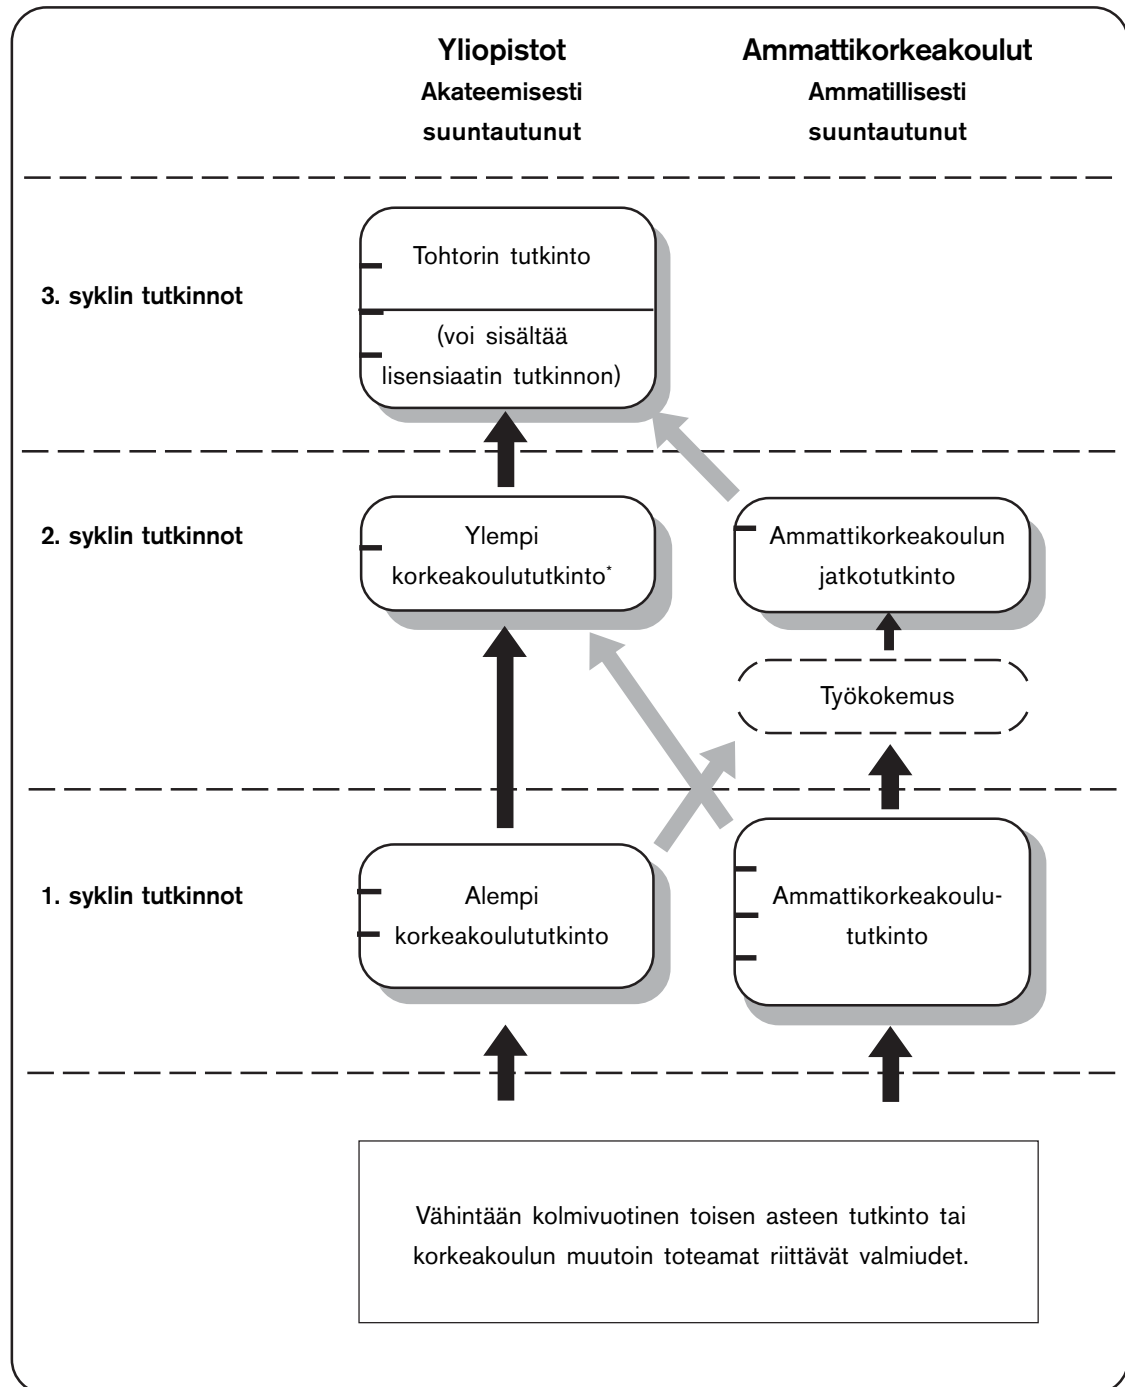 Yliopistot
Akateemisesti
suuntautunut
Ammattikorkeakoulut
Ammatillisesti
suuntautunut
3. syklin tutkinnot
Tohtorin tutkinto
(voi sisältää
lisensiaatin tutkinnon)
2. syklin tutkinnot
Ylempi
korkeakoulututkinto*
Ammattikorkeakoulun
jatkotutkinto
Työkokemus
1. syklin tutkinnot
Alempi
korkeakoulututkinto
Ammattikorkeakoulu-
tutkinto
Vähintään kolmivuotinen toisen asteen tutkinto tai
korkeakoulun muutoin toteamat riittävät valmiudet.